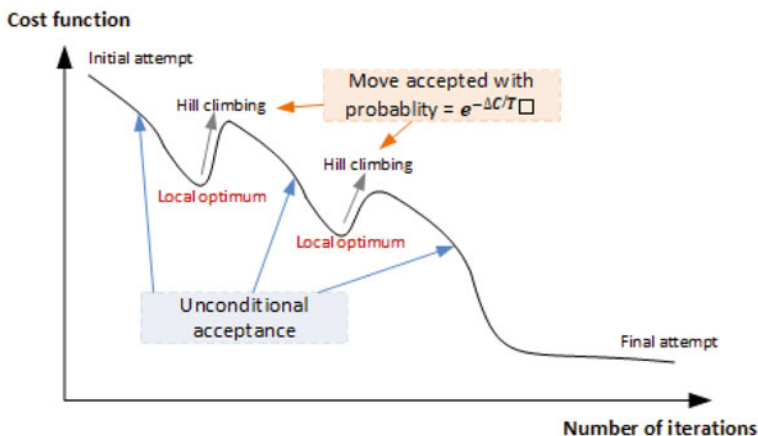 Cost function
Initial attempt
Move accepted with
probablity = e^{-ΔC/T}□
Hill climbing
Hill climbing
Local optimum
Local optimum
Unconditional
acceptance
Final attempt
Number of iterations